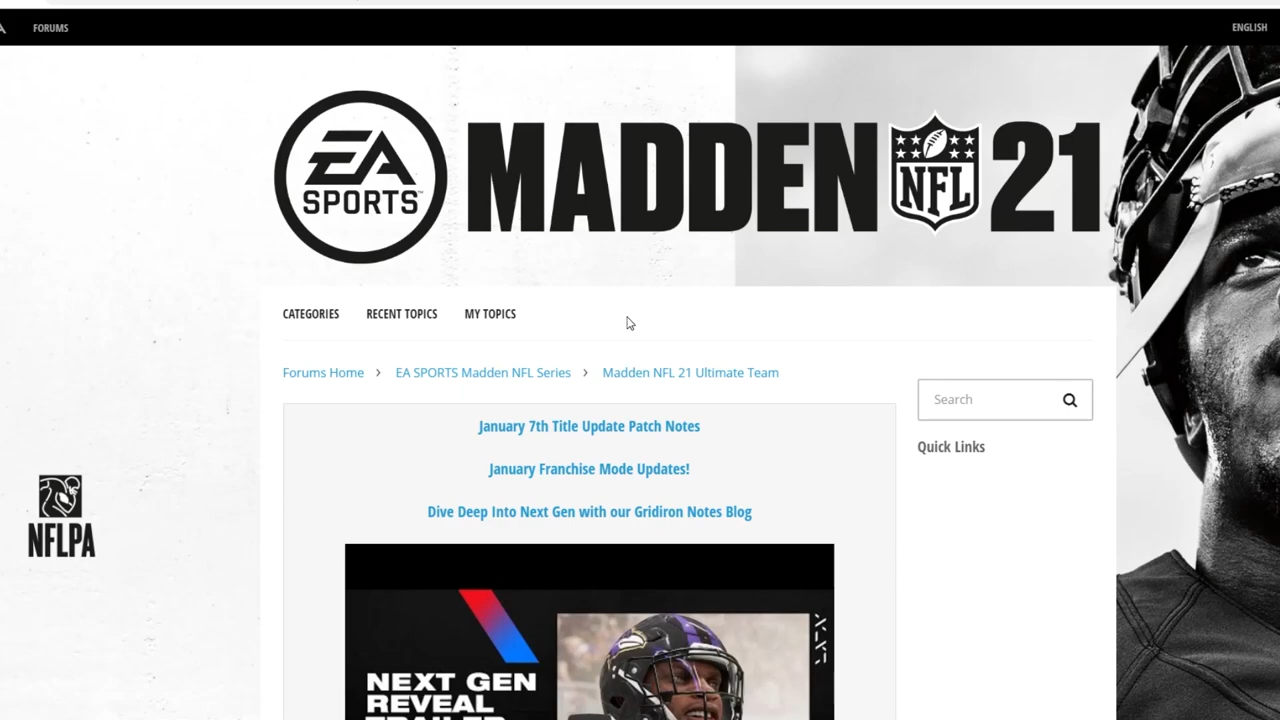 FORUMS
ENGLISH
EA SPORTS
MADDEN NFL 21
CATEGORIES RECENT TOPICS MY TOPICS
Forums Home › EA SPORTS Madden NFL Series › Madden NFL 21 Ultimate Team
Search
Quick Links
January 7th Title Update Patch Notes
January Franchise Mode Updates!
Dive Deep Into Next Gen with our Gridiron Notes Blog
NFLPA
NEXT GEN
REVEAL
TRAILER